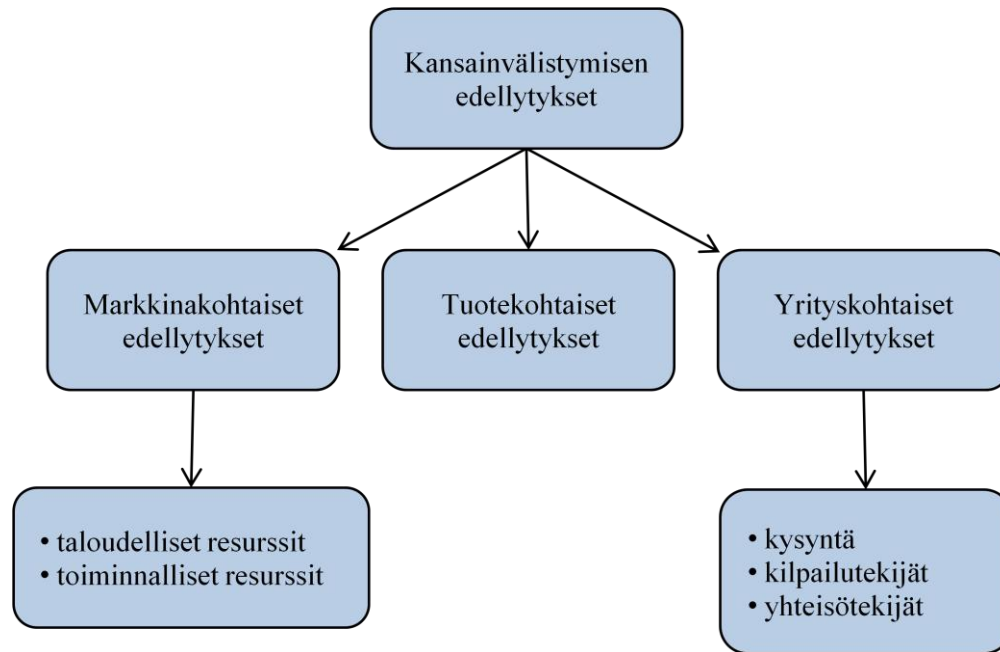 Kansainvälistymisen
edellytykset
Markkinakohtaiset
edellytykset
Tuotekohtaiset
edellytykset
Yrityskohtaiset
edellytykset
• taloudelliset resurssit
• toiminnalliset resurssit
• kysyntä
• kilpailutekijät
• yhteisötekijät